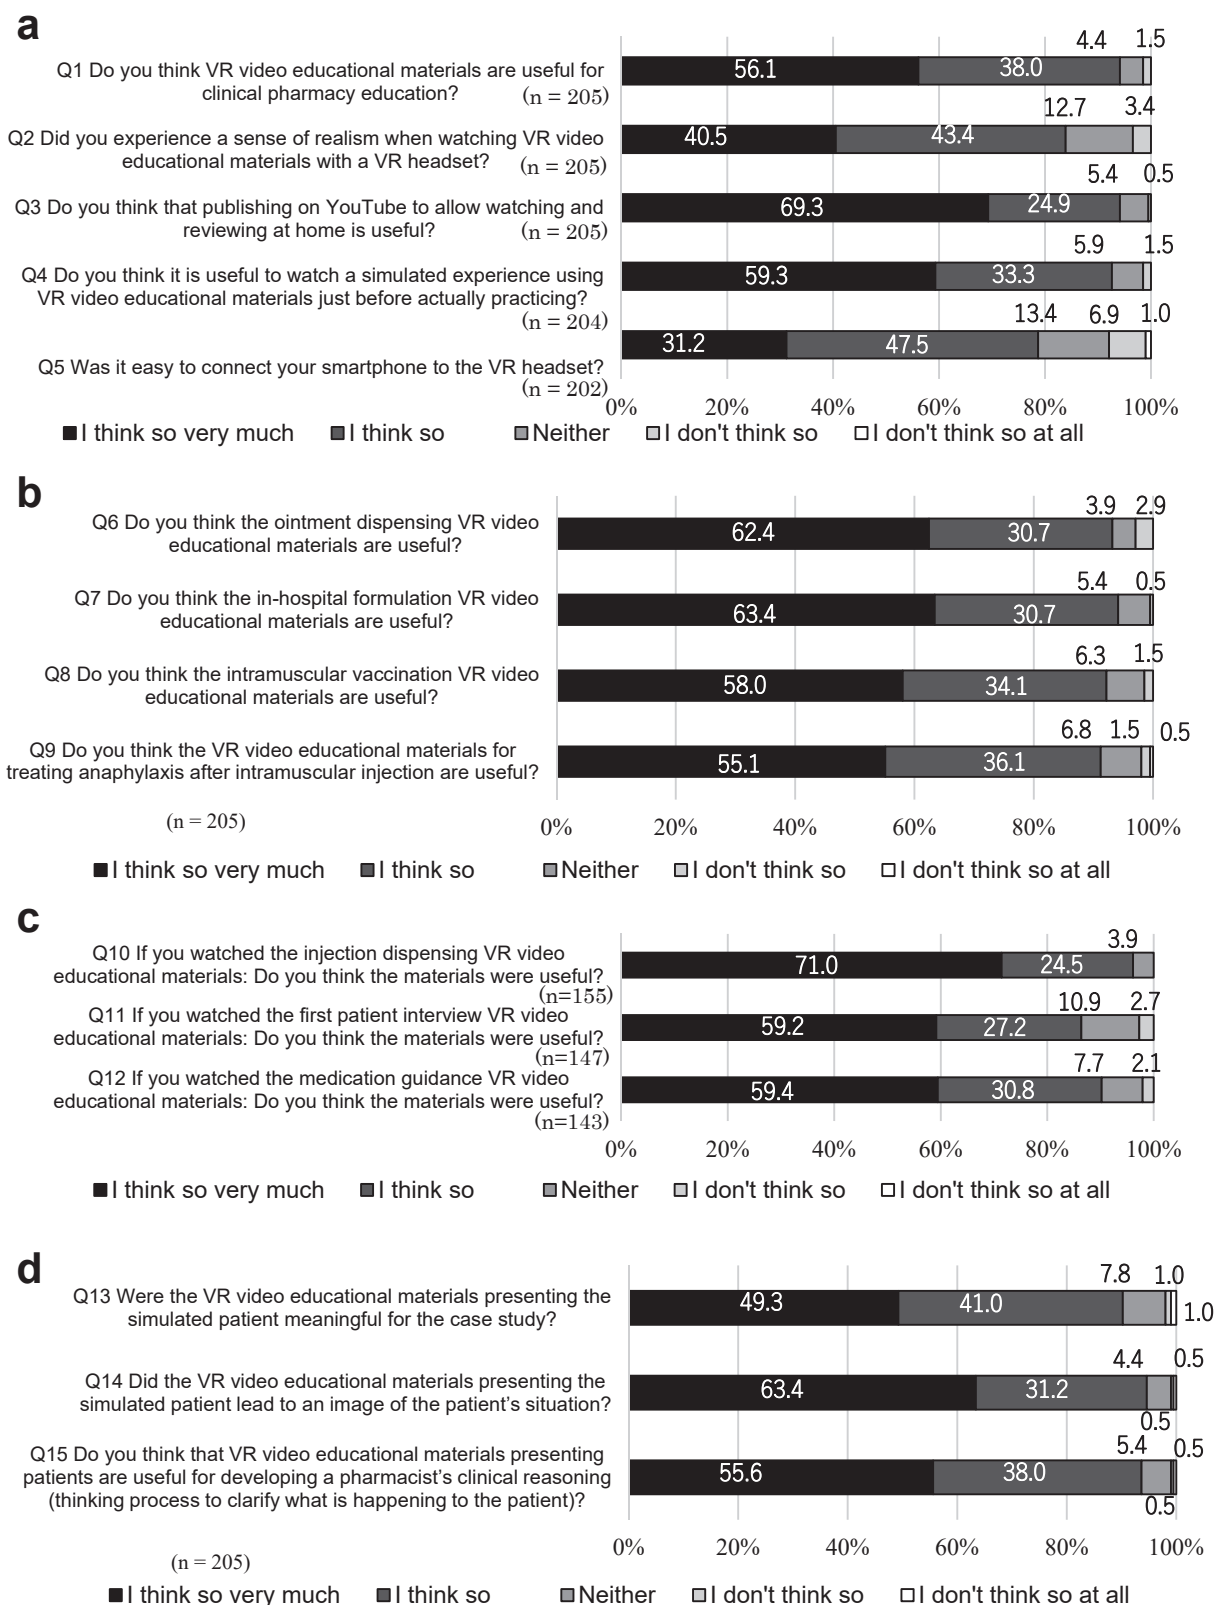 a
4.4 1.5
Q1 Do you think VR video educational materials are useful for
clinical pharmacy education? (n = 205)
56.1 38.0
12.7 3.4
Q2 Did you experience a sense of realism when watching VR video
educational materials with a VR headset? (n = 205)
40.5 43.4
5.4 0.5
Q3 Do you think that publishing on YouTube to allow watching and
reviewing at home is useful? (n = 205)
69.3 24.9
5.9 1.5
Q4 Do you think it is useful to watch a simulated experience using
VR video educational materials just before actually practicing?
(n = 204)
59.3 33.3
13.4 6.9 1.0
31.2 47.5
Q5 Was it easy to connect your smartphone to the VR headset?
(n = 202)
0% 20% 40% 60% 80% 100%
I think so very much I think so Neither I don't think so I don't think so at all
b
3.9 2.9
Q6 Do you think the ointment dispensing VR video
educational materials are useful?
62.4 30.7
5.4 0.5
Q7 Do you think the in-hospital formulation VR video
educational materials are useful?
63.4 30.7
6.3 1.5
Q8 Do you think the intramuscular vaccination VR video
educational materials are useful?
58.0 34.1
6.8 1.5 0.5
Q9 Do you think the VR video educational materials for
treating anaphylaxis after intramuscular injection are useful?
55.1 36.1
(n = 205)
0% 20% 40% 60% 80% 100%
I think so very much I think so Neither I don't think so I don't think so at all
c
3.9
Q10 If you watched the injection dispensing VR video
educational materials: Do you think the materials were useful?
(n=155)
71.0 24.5
10.9 2.7
Q11 If you watched the first patient interview VR video
educational materials: Do you think the materials were useful?
(n=147)
59.2 27.2
7.7 2.1
Q12 If you watched the medication guidance VR video
educational materials: Do you think the materials were useful?
(n=143)
59.4 30.8
0% 20% 40% 60% 80% 100%
I think so very much I think so Neither I don't think so I don't think so at all
d
7.8 1.0
Q13 Were the VR video educational materials presenting the
simulated patient meaningful for the case study?
49.3 41.0 1.0
4.4 0.5
Q14 Did the VR video educational materials presenting the
simulated patient lead to an image of the patient’s situation?
63.4 31.2
0.5
5.4 0.5
Q15 Do you think that VR video educational materials presenting
patients are useful for developing a pharmacist’s clinical reasoning
(thinking process to clarify what is happening to the patient)?
55.6 38.0
0.5
0% 20% 40% 60% 80% 100%
(n = 205)
I think so very much I think so Neither I don't think so I don't think so at all